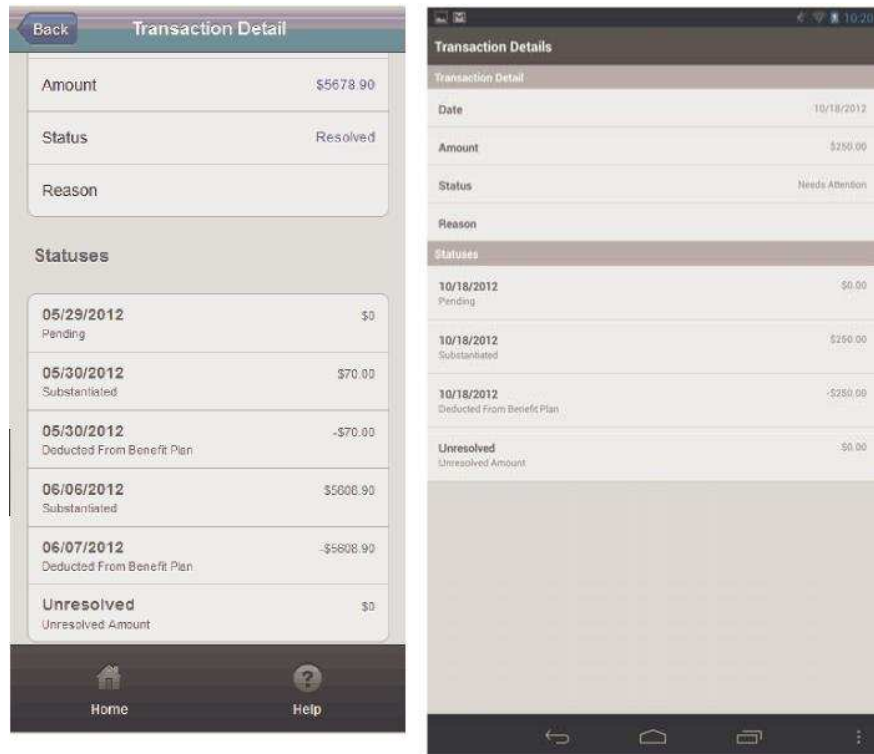 Back
Transaction Detail
Amount $5678.90
Status Resolved
Reason
Statuses
05/29/2012 $0
Pending
05/30/2012 $70.00
Substantiated
05/30/2012 -$70.00
Deducted From Benefit Plan
06/06/2012 $5608.90
Substantiated
06/07/2012 -$5608.90
Deducted From Benefit Plan
Unresolved $0
Unresolved Amount
Home Help
10:20
Transaction Details
Transaction Detail
Date 10/18/2012
Amount $250.00
Status Needs Attention
Reason
Statuses
10/18/2012 $0.00
Pending
10/18/2012 $250.00
Substantiated
10/18/2012 -$250.00
Deducted From Benefit Plan
Unresolved $0.00
Unresolved Amount